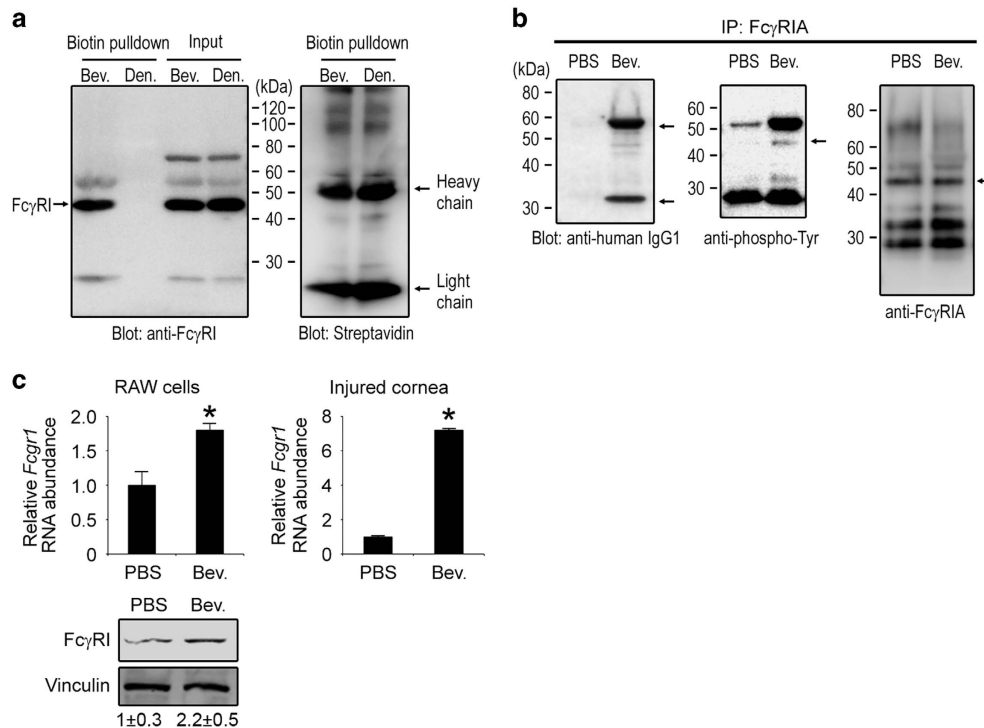 a
Biotin pulldown Input
Bev. Den. Bev. Den.
(kDa)
120
100
80
60
50
40
30
FcγRI
Blot: anti-FcγRI
Biotin pulldown
Bev. Den.
Heavy
chain
Light
chain
Blot: Streptavidin
b
IP: FcγRIA
(kDa)
PBS Bev.
80
60
50
40
30
Blot: anti-human IgG1
PBS Bev.
60
50
40
30
anti-phospho-Tyr
PBS Bev.
80
60
50
40
30
anti-FcγRIA
c
RAW cells
Relative Fcgr1
RNA abundance
2.0
1.5
1.0
0.5
0
*
PBS Bev.
Injured cornea
Relative Fcgr1
RNA abundance
8
6
4
2
0
*
PBS Bev.
PBS Bev.
FcγRI
Vinculin
1±0.3 2.2±0.5